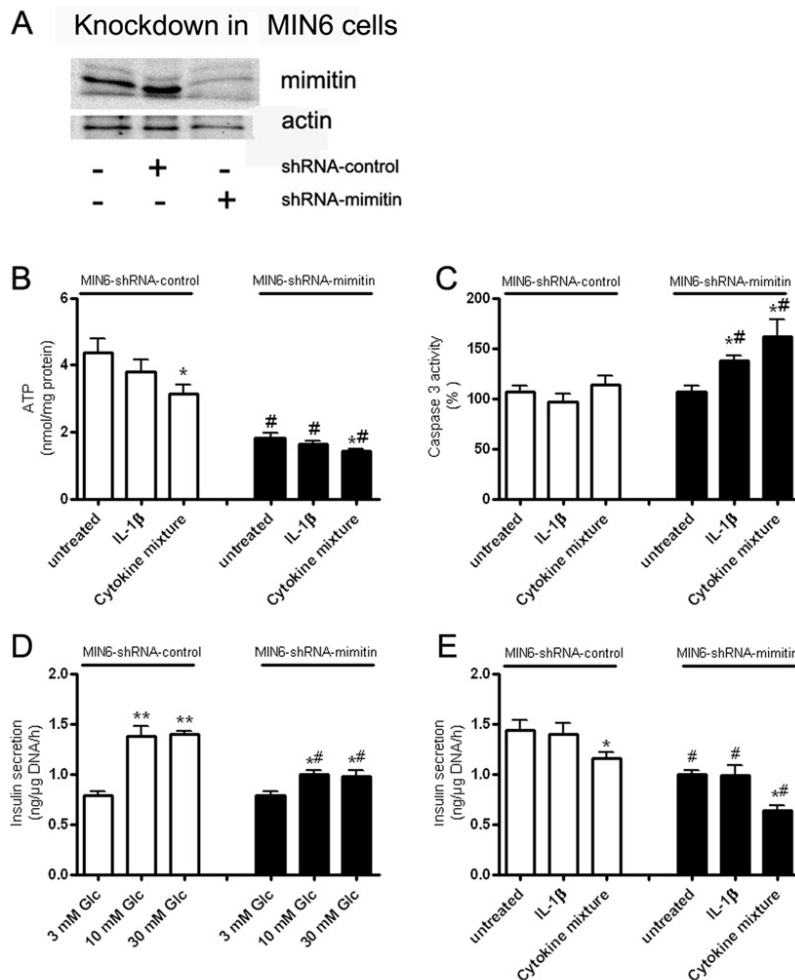 A
Knockdown in MIN6 cells
mimitin
actin
- + - shRNA-control
- - + shRNA-mimitin
B
MIN6-shRNA-control MIN6-shRNA-mimitin
ATP
(nmol/mg protein)
6
4
2
0
*
# # *#
untreated IL-1β Cytokine mixture untreated IL-1β Cytokine mixture
C
MIN6-shRNA-control MIN6-shRNA-mimitin
Caspase 3 activity
(%)
200
150
100
50
0
*# *#
untreated IL-1β Cytokine mixture untreated IL-1β Cytokine mixture
D
MIN6-shRNA-control MIN6-shRNA-mimitin
Insulin secretion
(ng/µg DNA/h)
2.0
1.5
1.0
0.5
0.0
** ** *# *#
3 mM Glc 10 mM Glc 30 mM Glc 3 mM Glc 10 mM Glc 30 mM Glc
E
MIN6-shRNA-control MIN6-shRNA-mimitin
Insulin secretion
(ng/µg DNA/h)
2.0
1.5
1.0
0.5
0.0
*
# # *#
untreated IL-1β Cytokine mixture untreated IL-1β Cytokine mixture